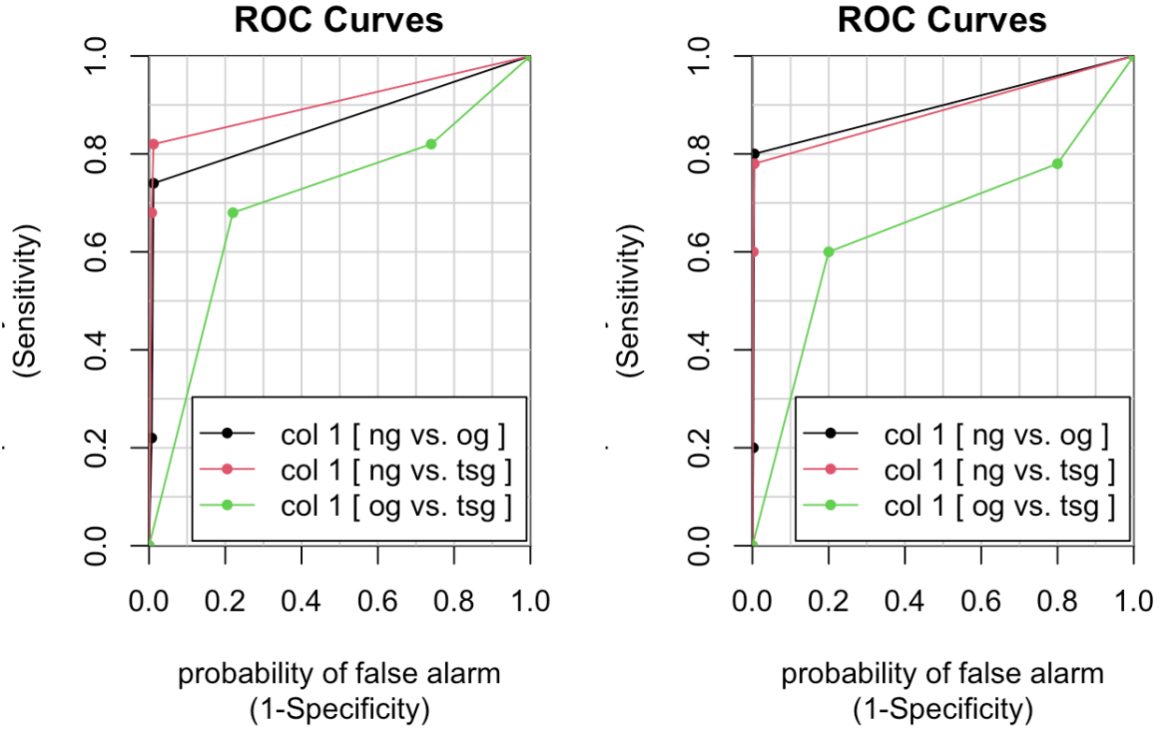 ROC Curves
(Sensitivity)
1.0
0.8
0.6
0.4
0.2
0.0
col 1 [ ng vs. og ]
col 1 [ ng vs. tsg ]
col 1 [ og vs. tsg ]
0.0 0.2 0.4 0.6 0.8 1.0
probability of false alarm
(1-Specificity)
ROC Curves
(Sensitivity)
1.0
0.8
0.6
0.4
0.2
0.0
col 1 [ ng vs. og ]
col 1 [ ng vs. tsg ]
col 1 [ og vs. tsg ]
0.0 0.2 0.4 0.6 0.8 1.0
probability of false alarm
(1-Specificity)